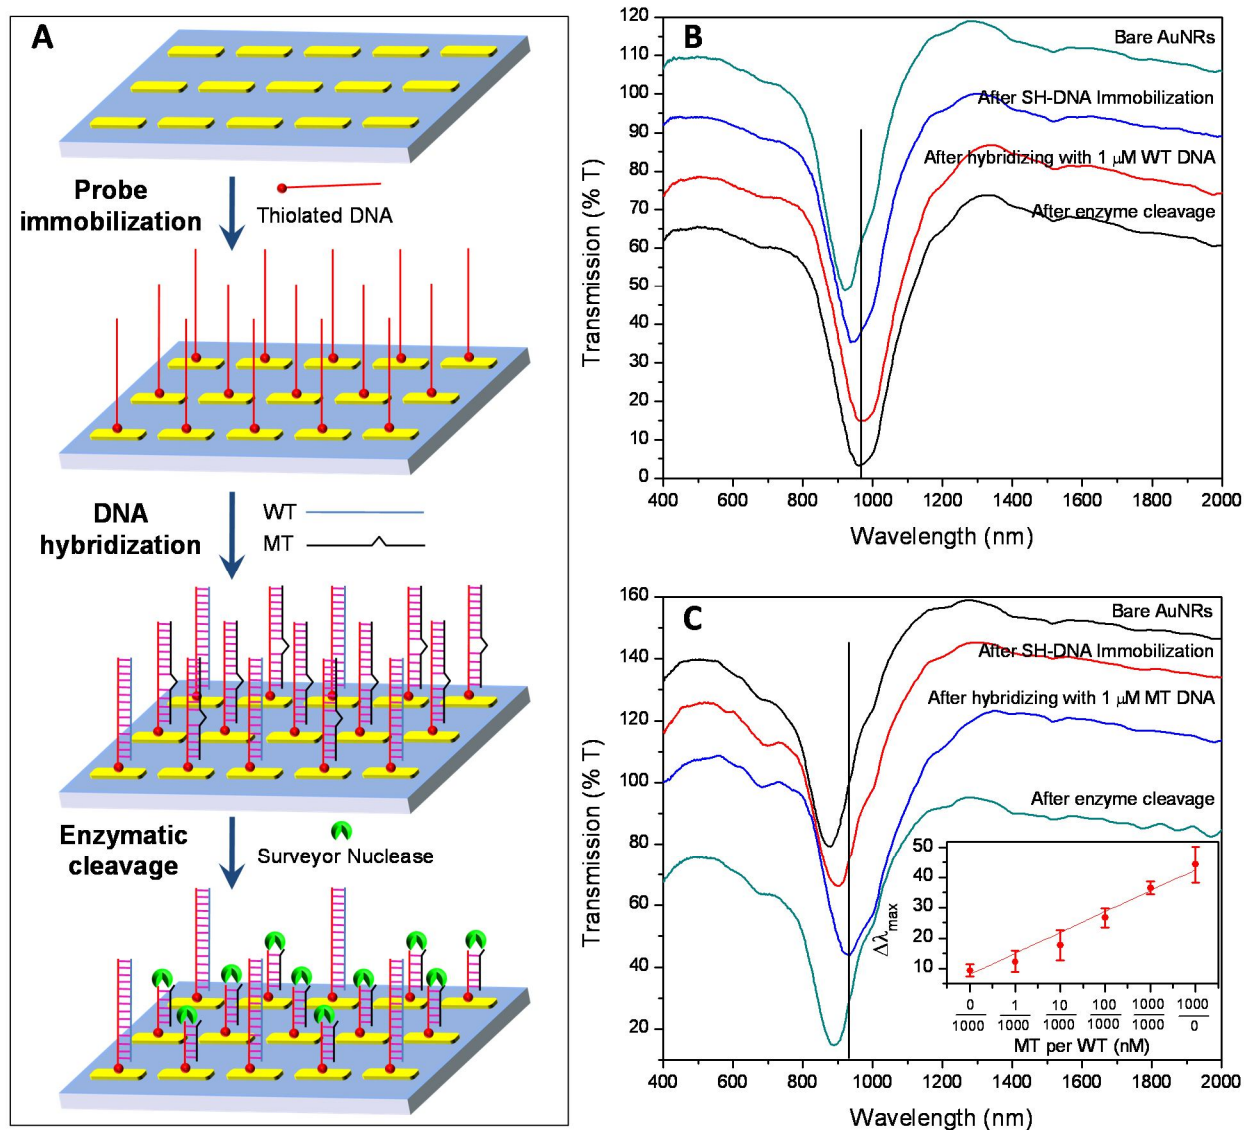 A
Probe
immobilization
Thiolated DNA
DNA
hybridization
WT
MT
Enzymatic
cleavage
Surveyor Nuclease
B
Bare AuNRs
After SH-DNA Immobilization
After hybridizing with 1 µM WT DNA
After enzyme cleavage
Transmission (% T)
120
110
100
90
80
70
60
50
40
30
20
10
0
400 600 800 1000 1200 1400 1600 1800 2000
Wavelength (nm)
C
Bare AuNRs
After SH-DNA Immobilization
After hybridizing with 1 µM MT DNA
After enzyme cleavage
Transmission (% T)
160
140
120
100
80
60
40
20
400 600 800 1000 1200 1400 1600 1800 2000
Wavelength (nm)
Δλmax
50
40
30
20
10
0 1 10 100 1000 1000
1000 1000 1000 1000 1000 0
MT per WT (nM)